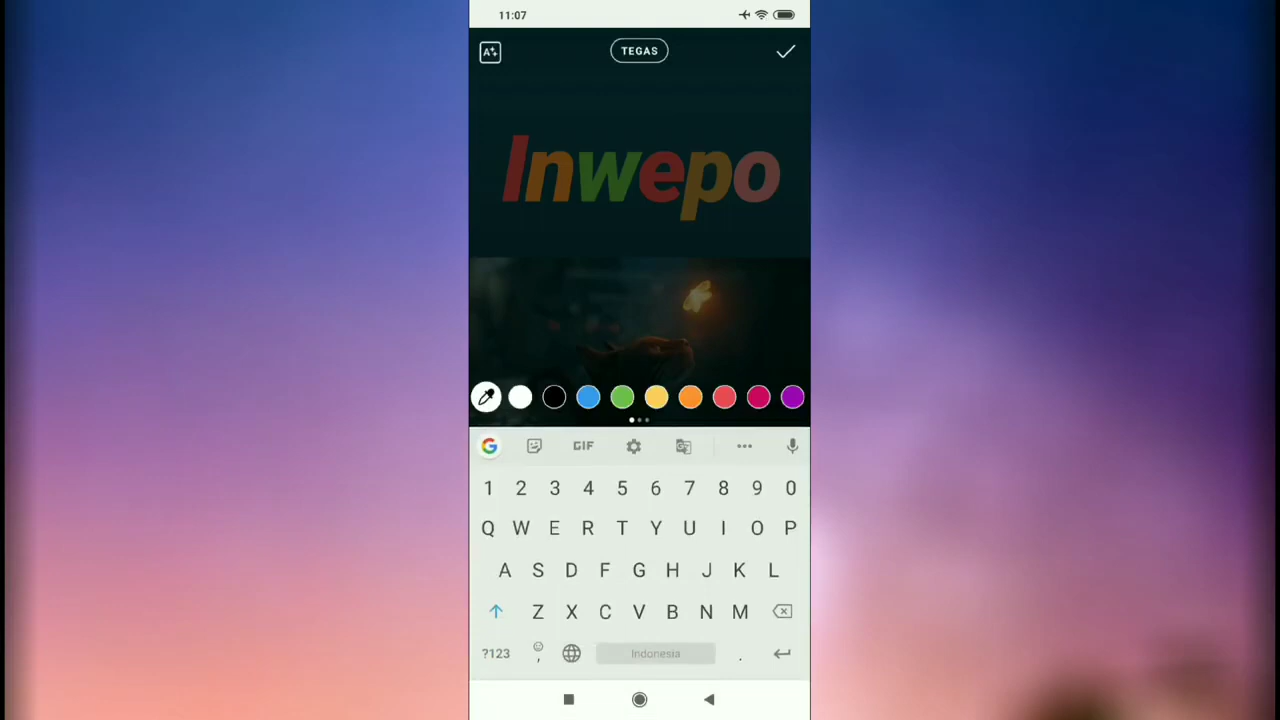 11:07
TEGAS
Inwepo
GIF
1 2 3 4 5 6 7 8 9 0
Q W E R T Y U I O P
A S D F G H J K L
Z X C V B N M
?123 , Indonesia .